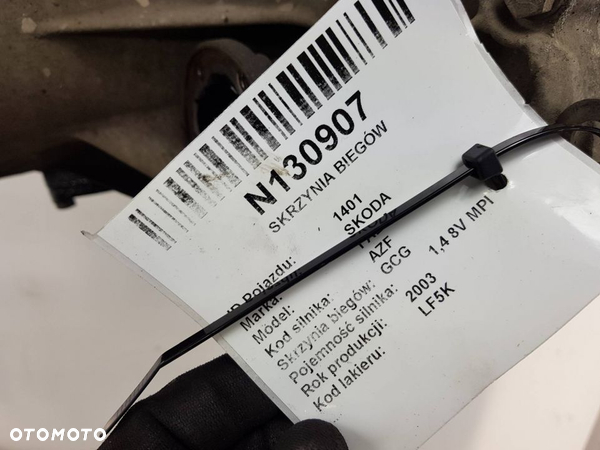 N130907
SKRZYNIA BIEGÓW
ID Pojazdu: 1401
Marka: SKODA
Model:
Kod silnika: AZF
Skrzynia biegów: GCG
Pojemność silnika: 1,4 8V MPI
Rok produkcji: 2003
Kod lakieru: LF5K
OTOMOTO